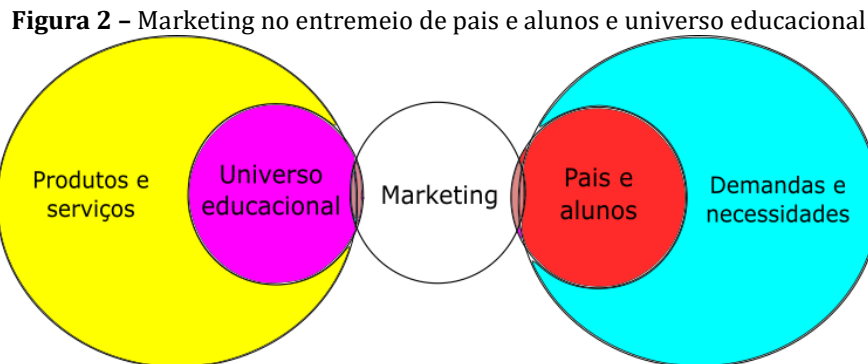 Figura 2 – Marketing no entremeio de pais e alunos e universo educacional
Produtos e
serviços
Universo
educacional
Marketing
Pais e
alunos
Demandas e
necessidades